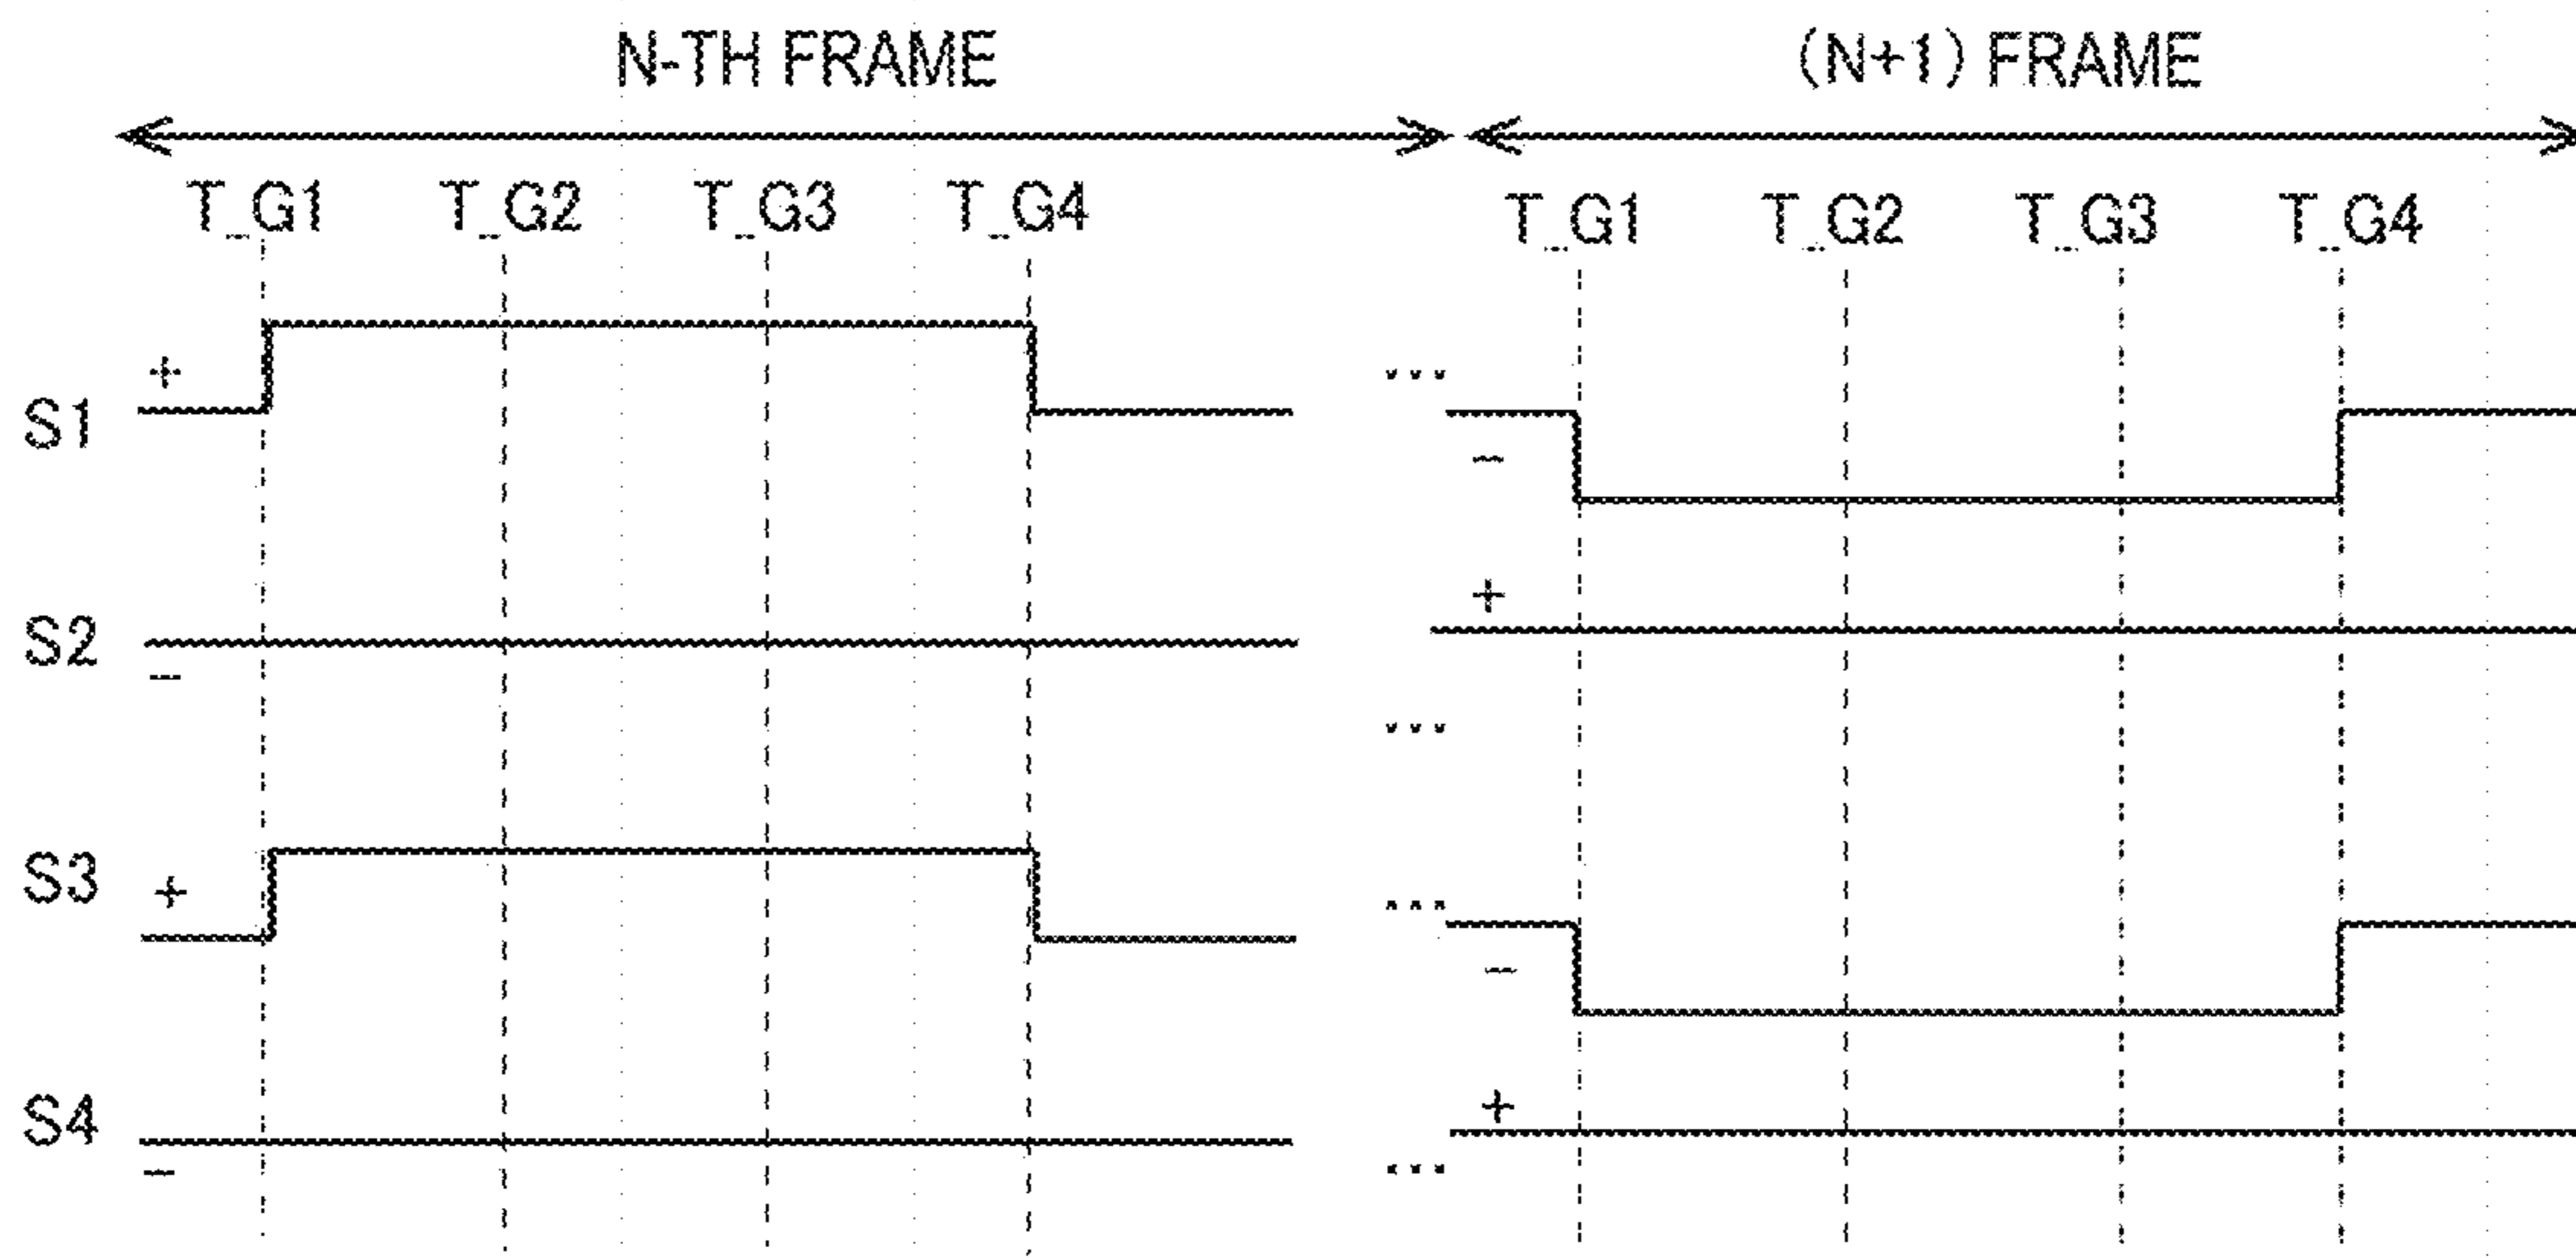 N-TH FRAME (N+1) FRAME
T_G1 T_G2 T_G3 T_G4 T_G1 T_G2 T_G3 T_G4
+ ...
S1
−
+
S2
−
...
S3 + ...
−
+
S4
− ...